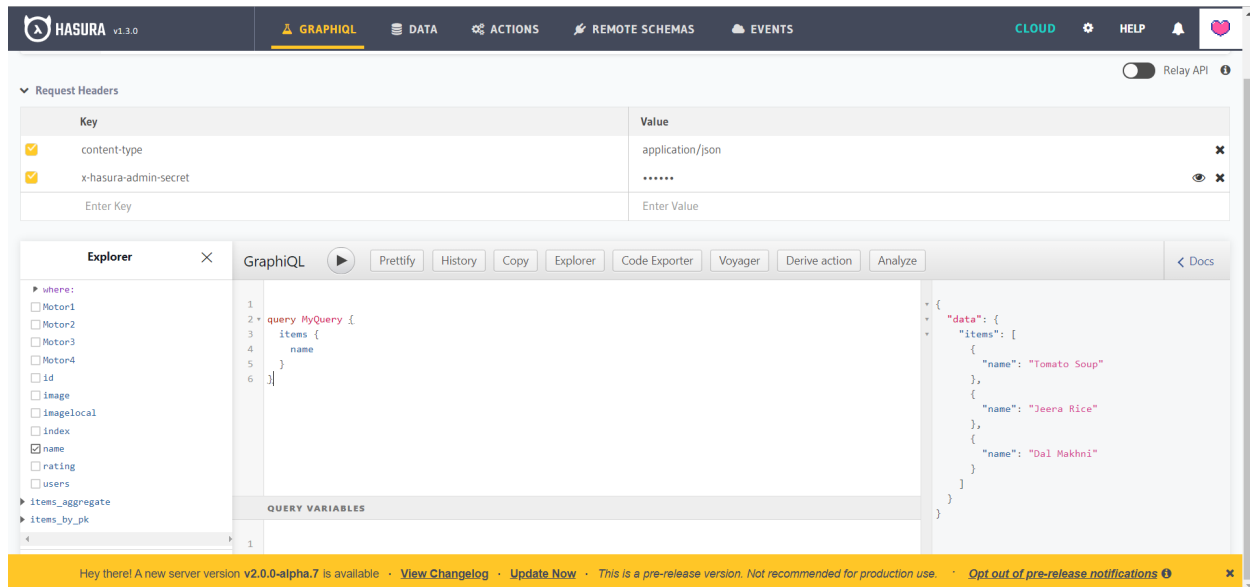 HASURA v1.3.0 GRAPHIQL DATA ACTIONS REMOTE SCHEMAS EVENTS CLOUD HELP
Relay API
Request Headers
Key Value
content-type application/json
x-hasura-admin-secret ••••••
Enter Key Enter Value
Explorer
GraphiQL Prettify History Copy Explorer Code Exporter Voyager Derive action Analyze Docs
where:
Motor1
Motor2
Motor3
Motor4
id
image
imagelocal
index
name
rating
users
items_aggregate
items_by_pk
1
2 query MyQuery {
3 items {
4 name
5 }
6 }
QUERY VARIABLES
1
{
"data": {
"items": [
{
"name": "Tomato Soup"
},
{
"name": "Jeera Rice"
},
{
"name": "Dal Makhni"
}
]
}
}
Hey there! A new server version v2.0.0-alpha.7 is available · View Changelog · Update Now · This is a pre-release version. Not recommended for production use. · Opt out of pre-release notifications